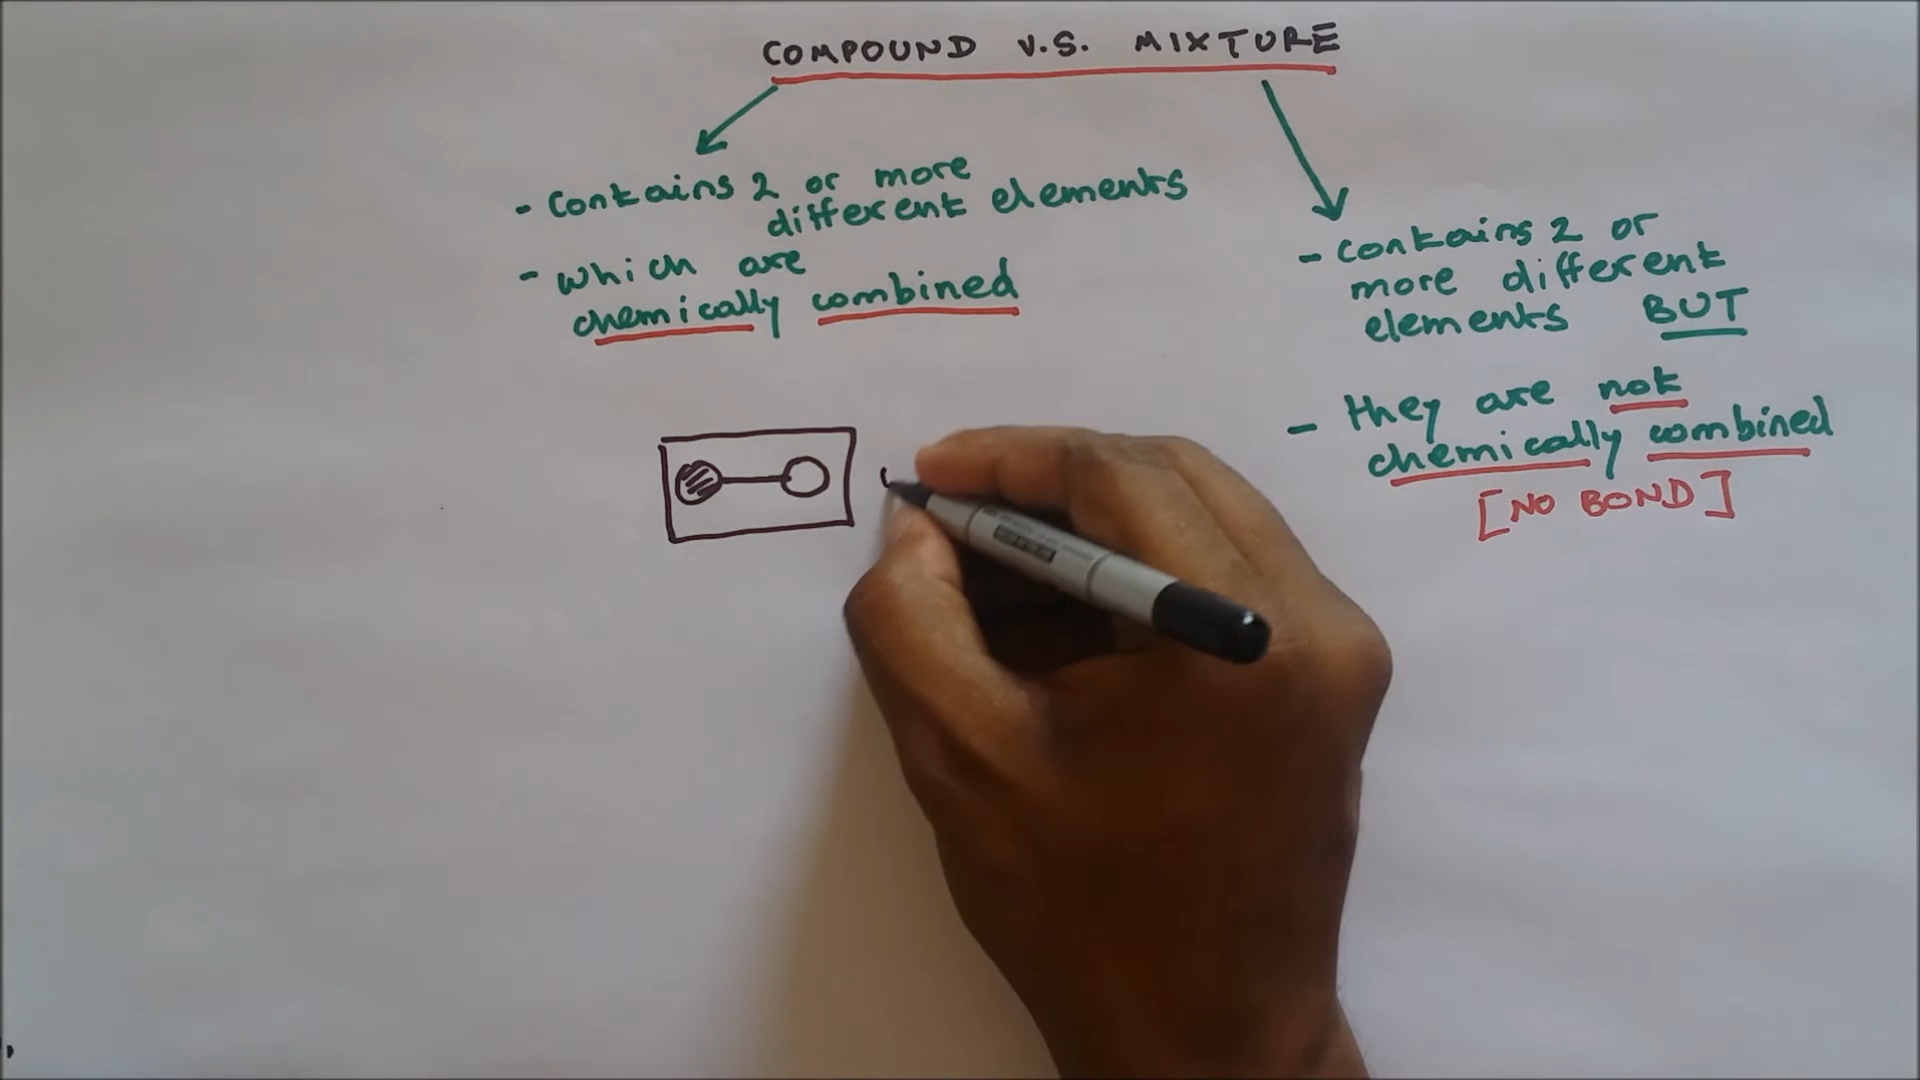 COMPOUND V.S. MIXTURE
- Contains 2 or more
different elements
- which are
chemically combined
- contains 2 or
more different
elements BUT
- they are not
chemically combined
[NO BOND]